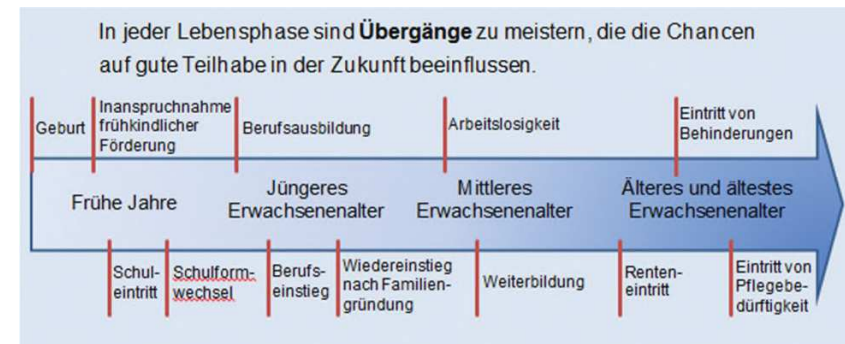 In jeder Lebensphase sind Übergänge zu meistern, die die Chancen
auf gute Teilhabe in der Zukunft beeinflussen.
Geburt
Inanspruchnahme
frühkindlicher
Förderung
Berufsausbildung
Arbeitslosigkeit
Eintritt von
Behinderungen
Frühe Jahre
Jüngeres
Erwachsenenalter
Mittleres
Erwachsenenalter
Älteres und ältestes
Erwachsenenalter
Schul-
eintritt
Schulform-
wechsel
Berufs-
einstieg
Wiedereinstieg
nach Familien-
gründung
Weiterbildung
Renten-
eintritt
Eintritt von
Pflegebe-
dürftigkeit